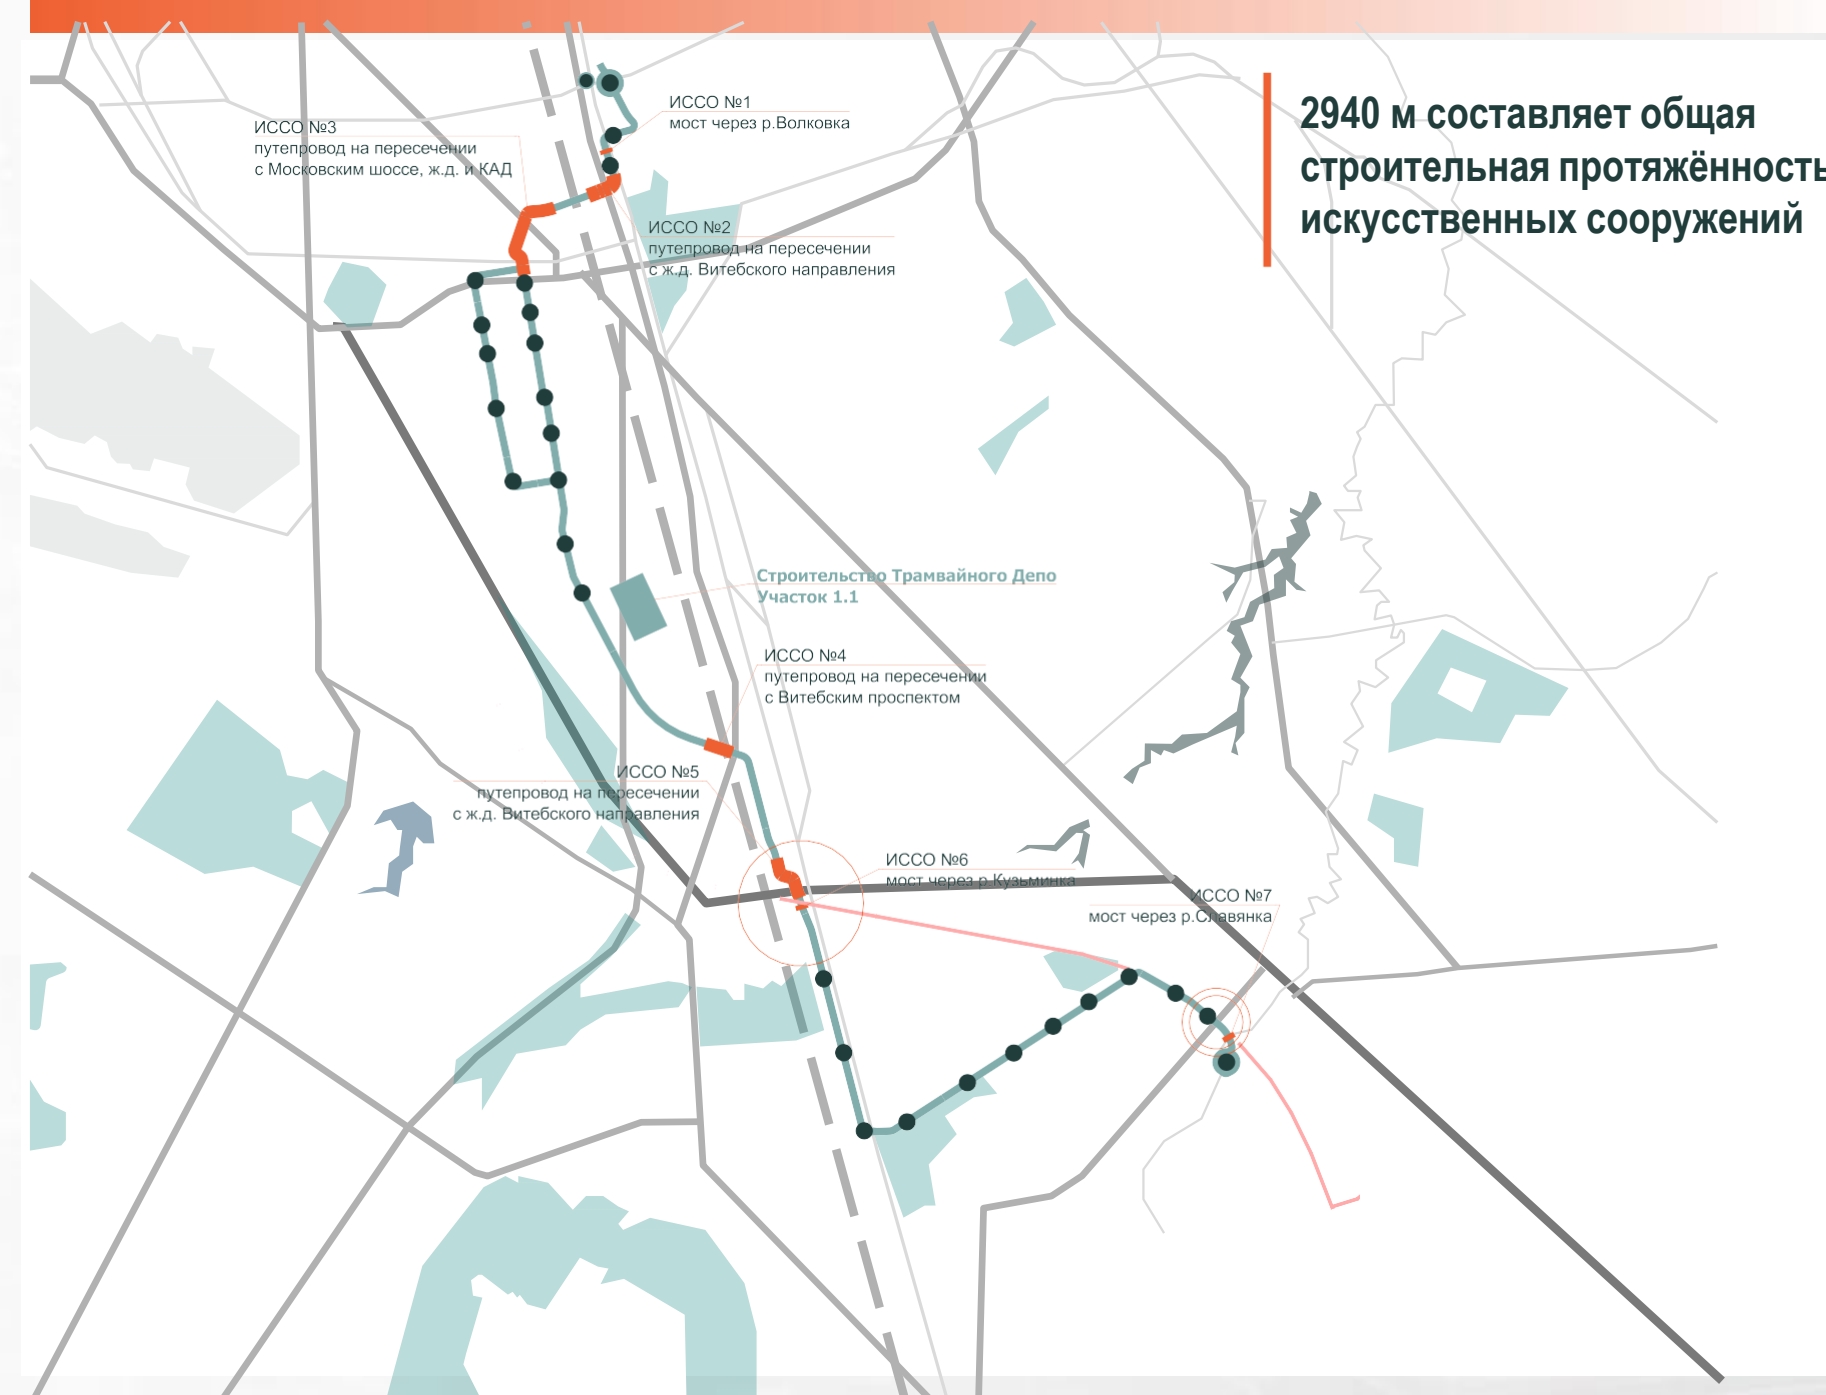 2940 м составляет общая
строительная протяжённость
искусственных сооружений
ИССО №1
мост через р.Волковка
ИССО №3
путепровод на пересечении
с Московским шоссе, ж.д. и КАД
ИССО №2
путепровод на пересечении
с ж.д. Витебского направления
Строительство Трамвайного Депо
Участок 1.1
ИССО №4
путепровод на пересечении
с Витебским проспектом
ИССО №5
путепровод на пересечении
с ж.д. Витебского направления
ИССО №6
мост через р.Кузьминка
ИССО №7
мост через р.Славянка